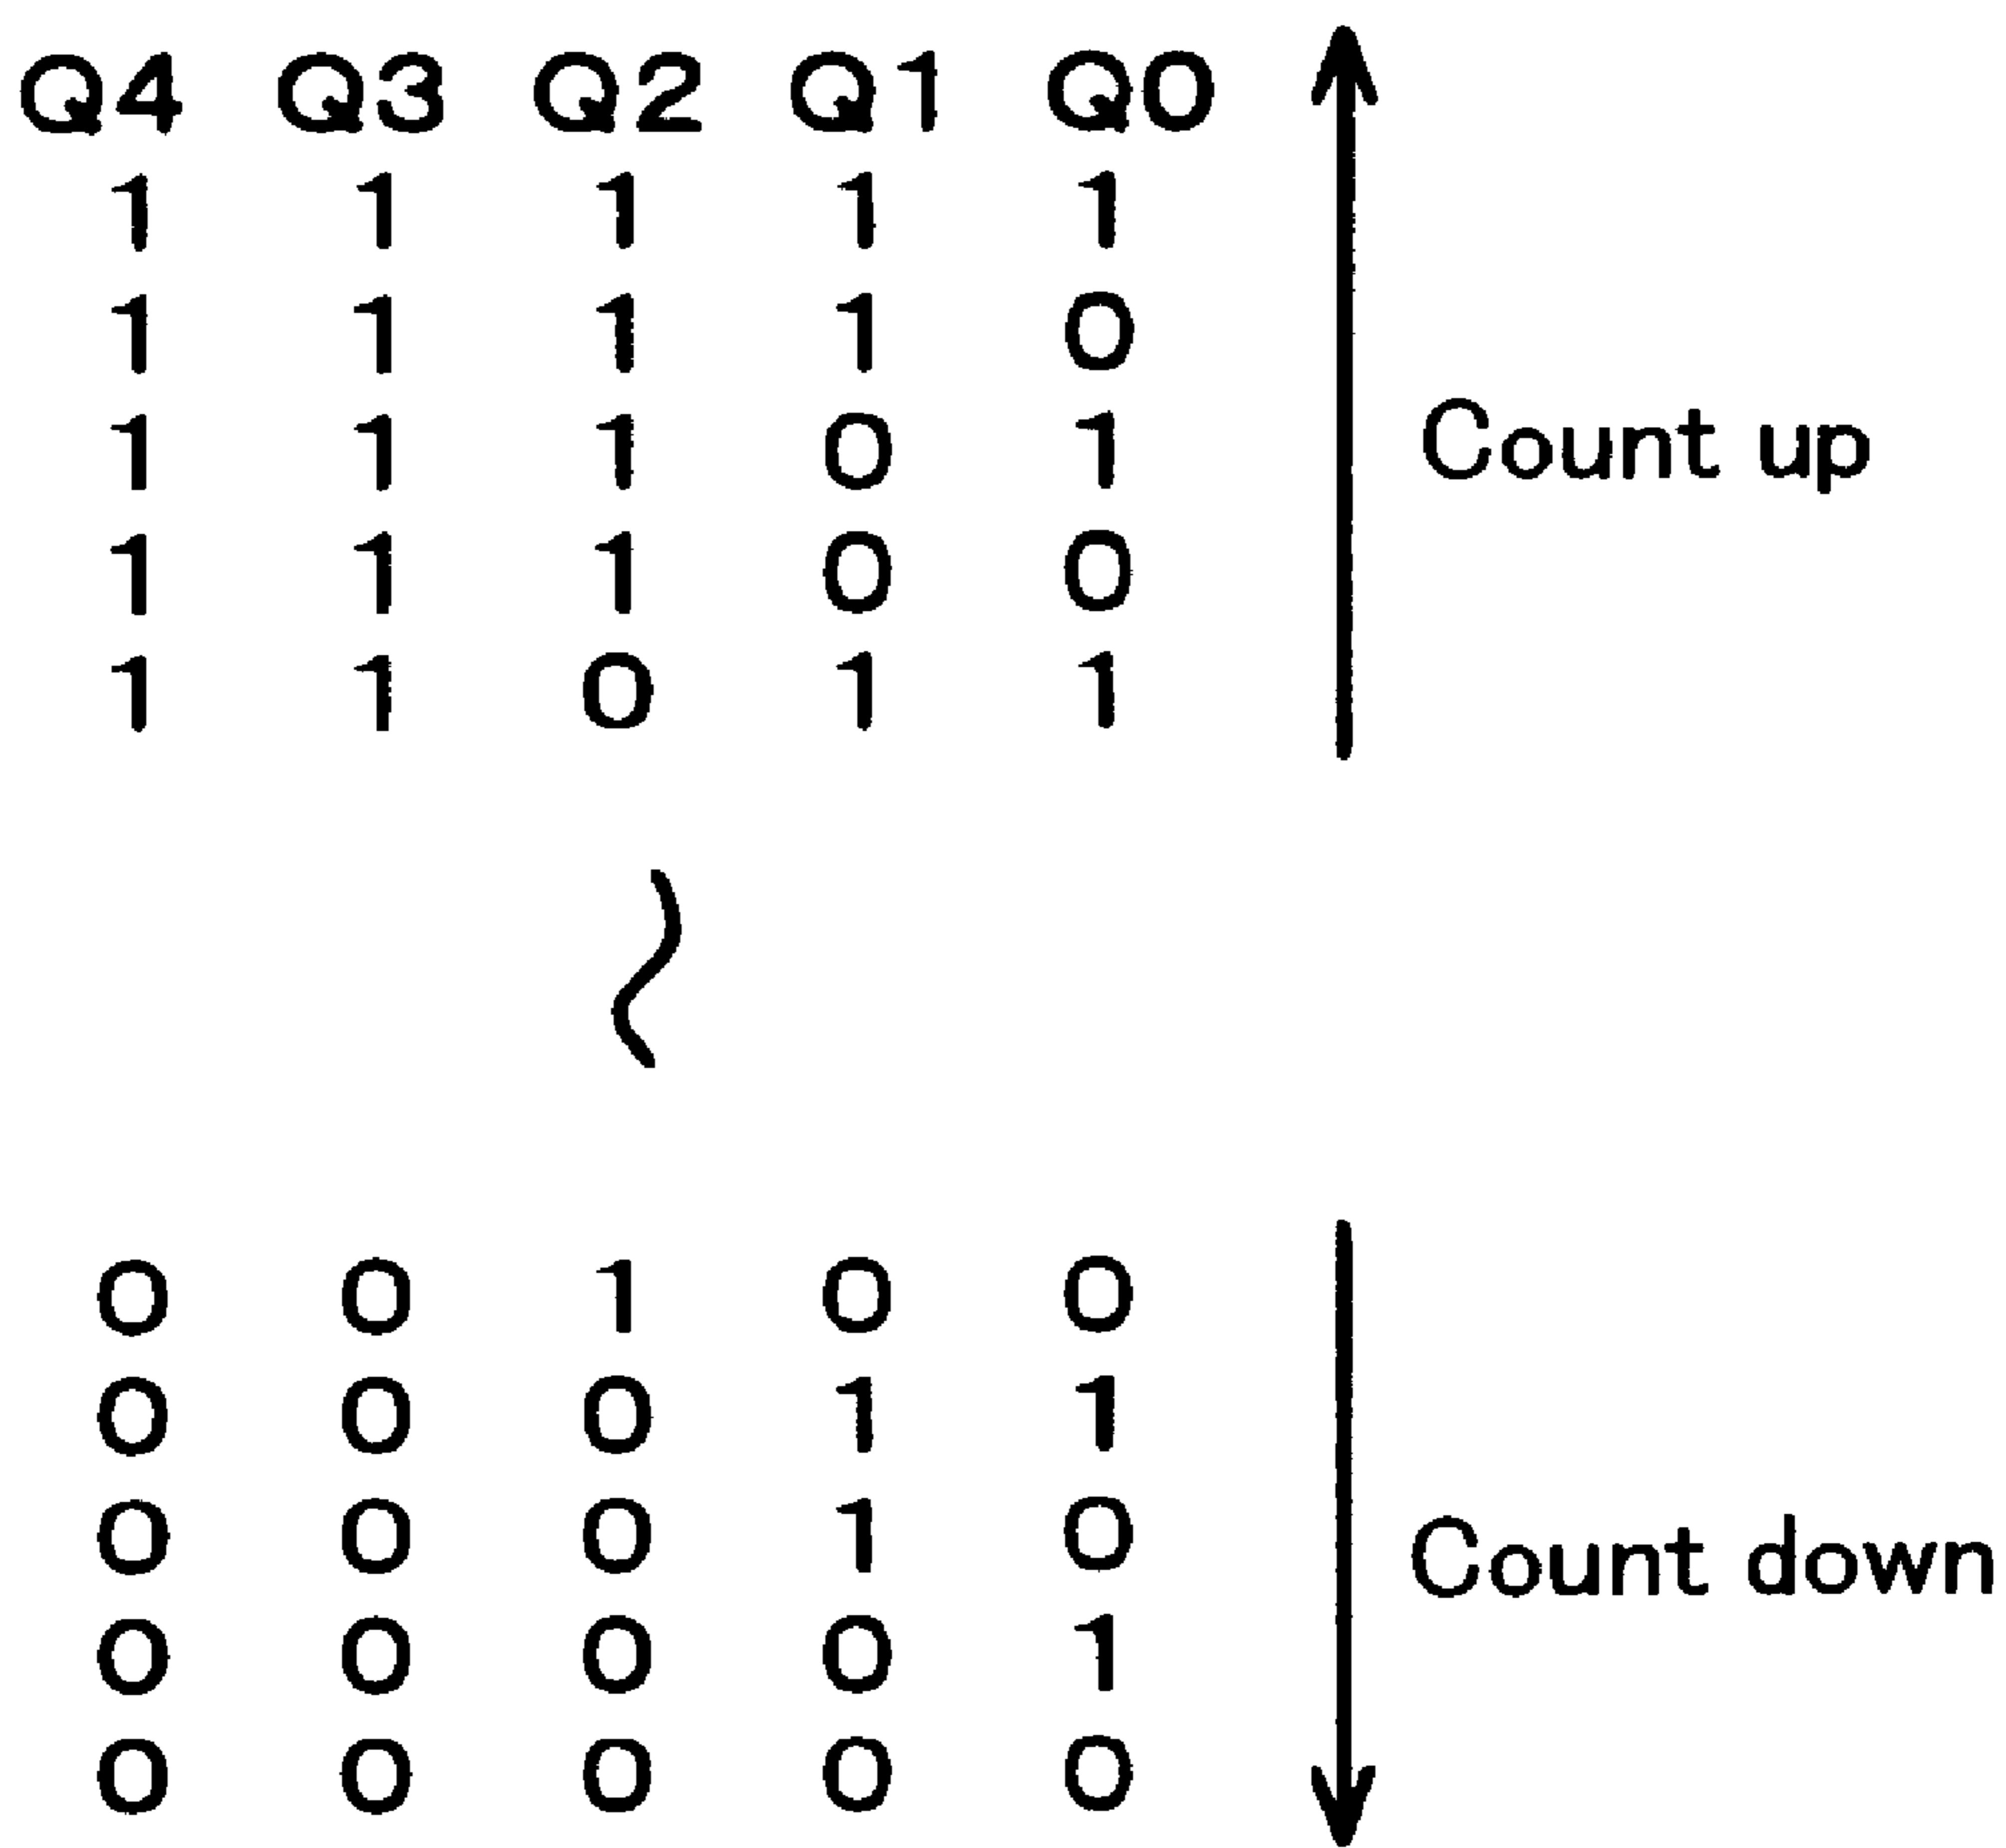 Q4 Q3 Q2 Q1 Q0
1 1 1 1 1
1 1 1 1 0
1 1 1 0 1
Count up
1 1 1 0 0
1 1 0 1 1
0 0 1 0 0
0 0 0 1 1
0 0 0 1 0
Count down
0 0 0 0 1
0 0 0 0 0